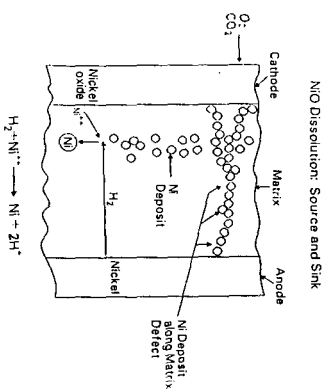 NiO Dissolution: Source and Sink
O₂
CO₂
Cathode
Matrix
Anode
Nickel
oxide
Ni⁺⁺
Ni
H₂
Ni
Deposit
Nickel
Ni Deposit
along Matrix
Defect
H₂+Ni⁺⁺ → Ni + 2H⁺